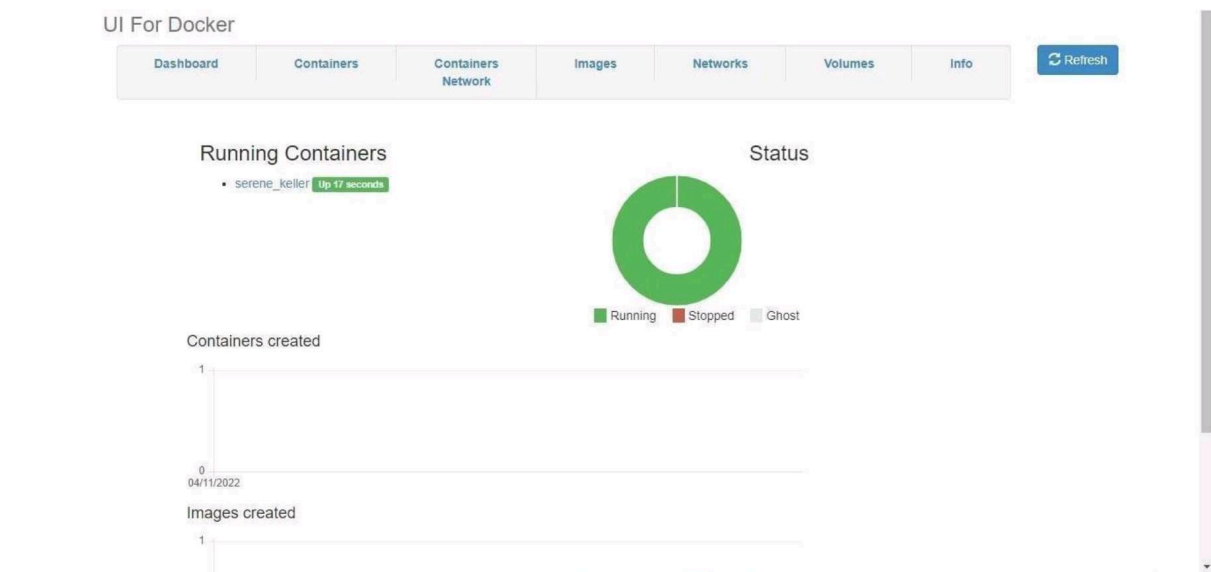 UI For Docker
Dashboard Containers Containers Network Images Networks Volumes Info Refresh
Running Containers
serene_keller Up 17 seconds
Status
Running Stopped Ghost
Containers created
1
0
04/11/2022
Images created
1